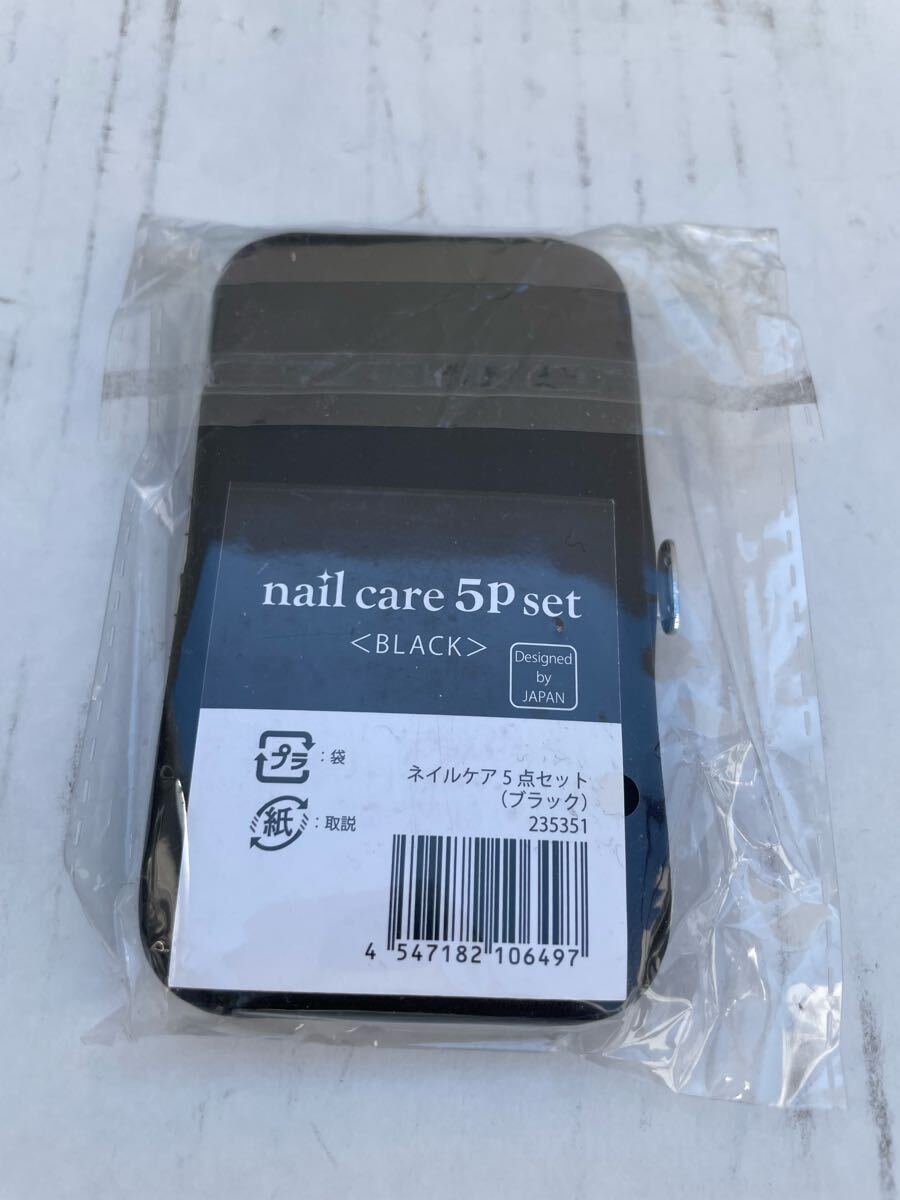 nail care 5p set
<BLACK>
Designed
by
JAPAN
プラ : 袋
紙 : 取説
ネイルケア 5 点セット
(ブラック)
235351
4 547182 106497